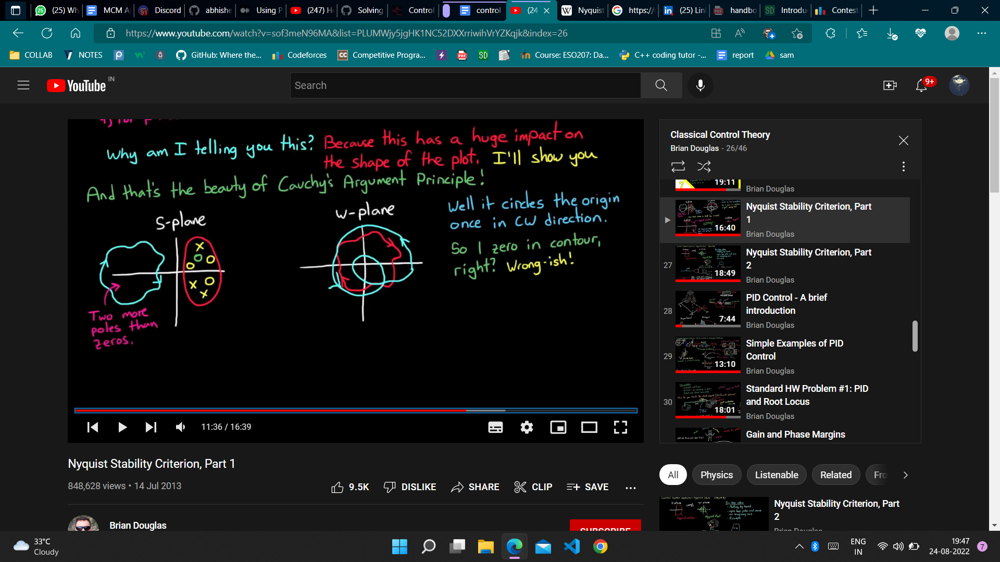 (25) Wh
MCM A
Discord
abhishe
Using P
(247) H
Solving
Control
control
(24
Nyquist
https://
(25) Lin
handbo
Introdu
Contest
https://www.youtube.com/watch?v=sof3meN96MA&list=PLUMWjy5jgHK1NC52DXXrriwihVrYZKqjk&index=26
COLLAB
NOTES
GitHub: Where the...
Codeforces
Competitive Progra...
Course: ESO207: Da...
C++ coding tutor -...
report
sam
YouTube IN
Search
9+
Why am I telling you this? Because this has a huge impact on
the shape of the plot. I'll show you
And that's the beauty of Cauchy's Argument Principle!
S-plane
w-plane
Well it circles the origin
once in CW direction.
So 1 zero in contour,
right? Wrong-ish!
Two more
poles than
zeros.
11:36 / 16:39
Classical Control Theory
Brian Douglas - 26/46
19:11
Brian Douglas
16:40
Nyquist Stability Criterion, Part
1
Brian Douglas
27
18:49
Nyquist Stability Criterion, Part
2
Brian Douglas
28
7:44
PID Control - A brief
introduction
Brian Douglas
29
13:10
Simple Examples of PID
Control
Brian Douglas
30
18:01
Standard HW Problem #1: PID
and Root Locus
Brian Douglas
Gain and Phase Margins
Nyquist Stability Criterion, Part 1
848,628 views • 14 Jul 2013
9.5K
DISLIKE
SHARE
CLIP
SAVE
Brian Douglas
SUBSCRIBE
All
Physics
Listenable
Related
Fro
Nyquist Stability Criterion, Part
2
Brian Douglas
33°C
Cloudy
ENG
IN
19:47
24-08-2022
7